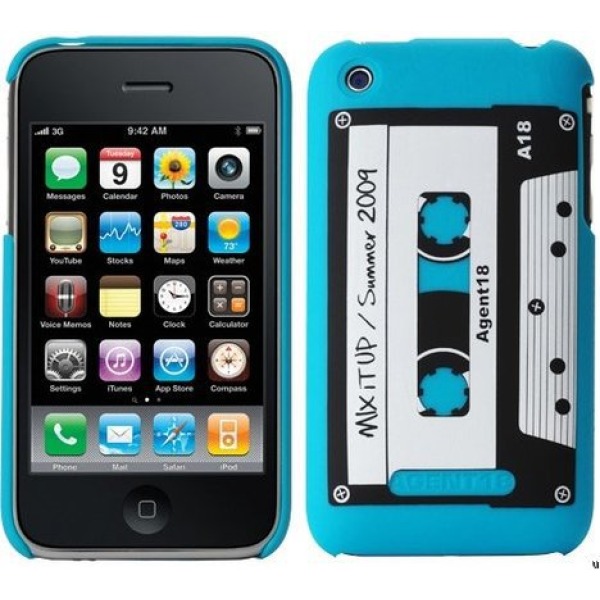 3G 9:42 AM
Tuesday
9
280
73°
Messages Calendar Photos Camera
YouTube Stocks Maps Weather
Voice Memos Notes Clock Calculator
Settings iTunes App Store Compass
Phone Mail Safari iPod
MIX iT UP / Summer 2009
Agent18
A18
AGENT18
u